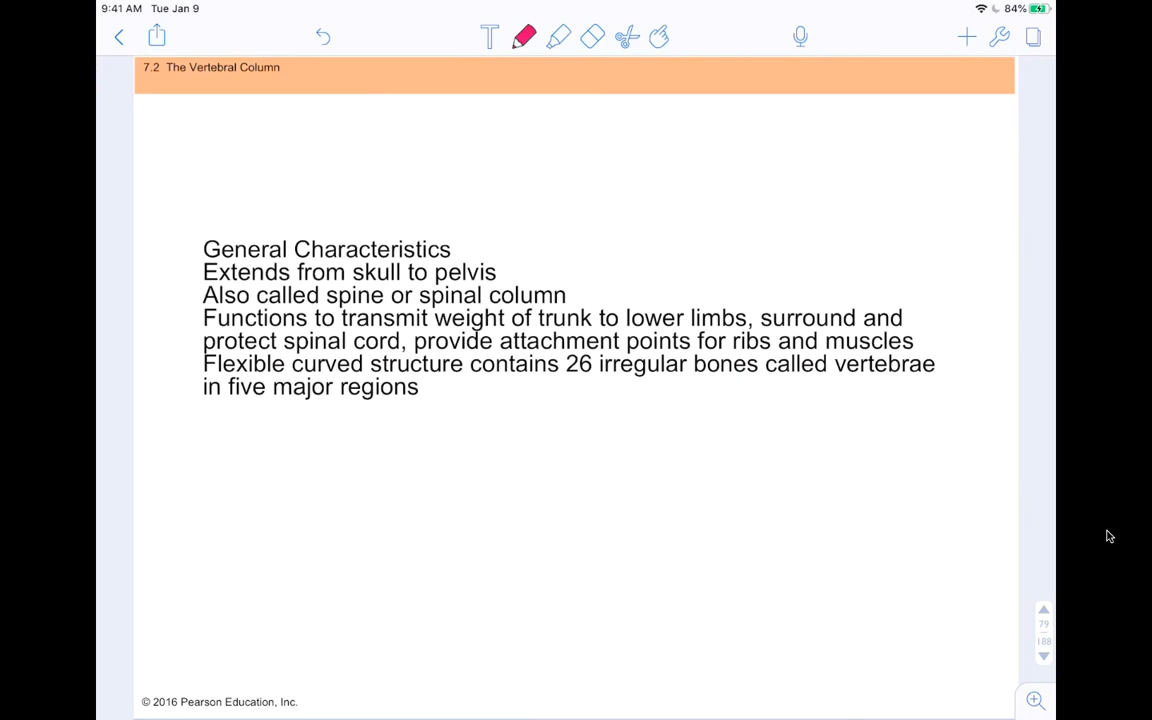 9:41 AM Tue Jan 9
84%
7.2 The Vertebral Column
General Characteristics
Extends from skull to pelvis
Also called spine or spinal column
Functions to transmit weight of trunk to lower limbs, surround and
protect spinal cord, provide attachment points for ribs and muscles
Flexible curved structure contains 26 irregular bones called vertebrae
in five major regions
79
188
© 2016 Pearson Education, Inc.